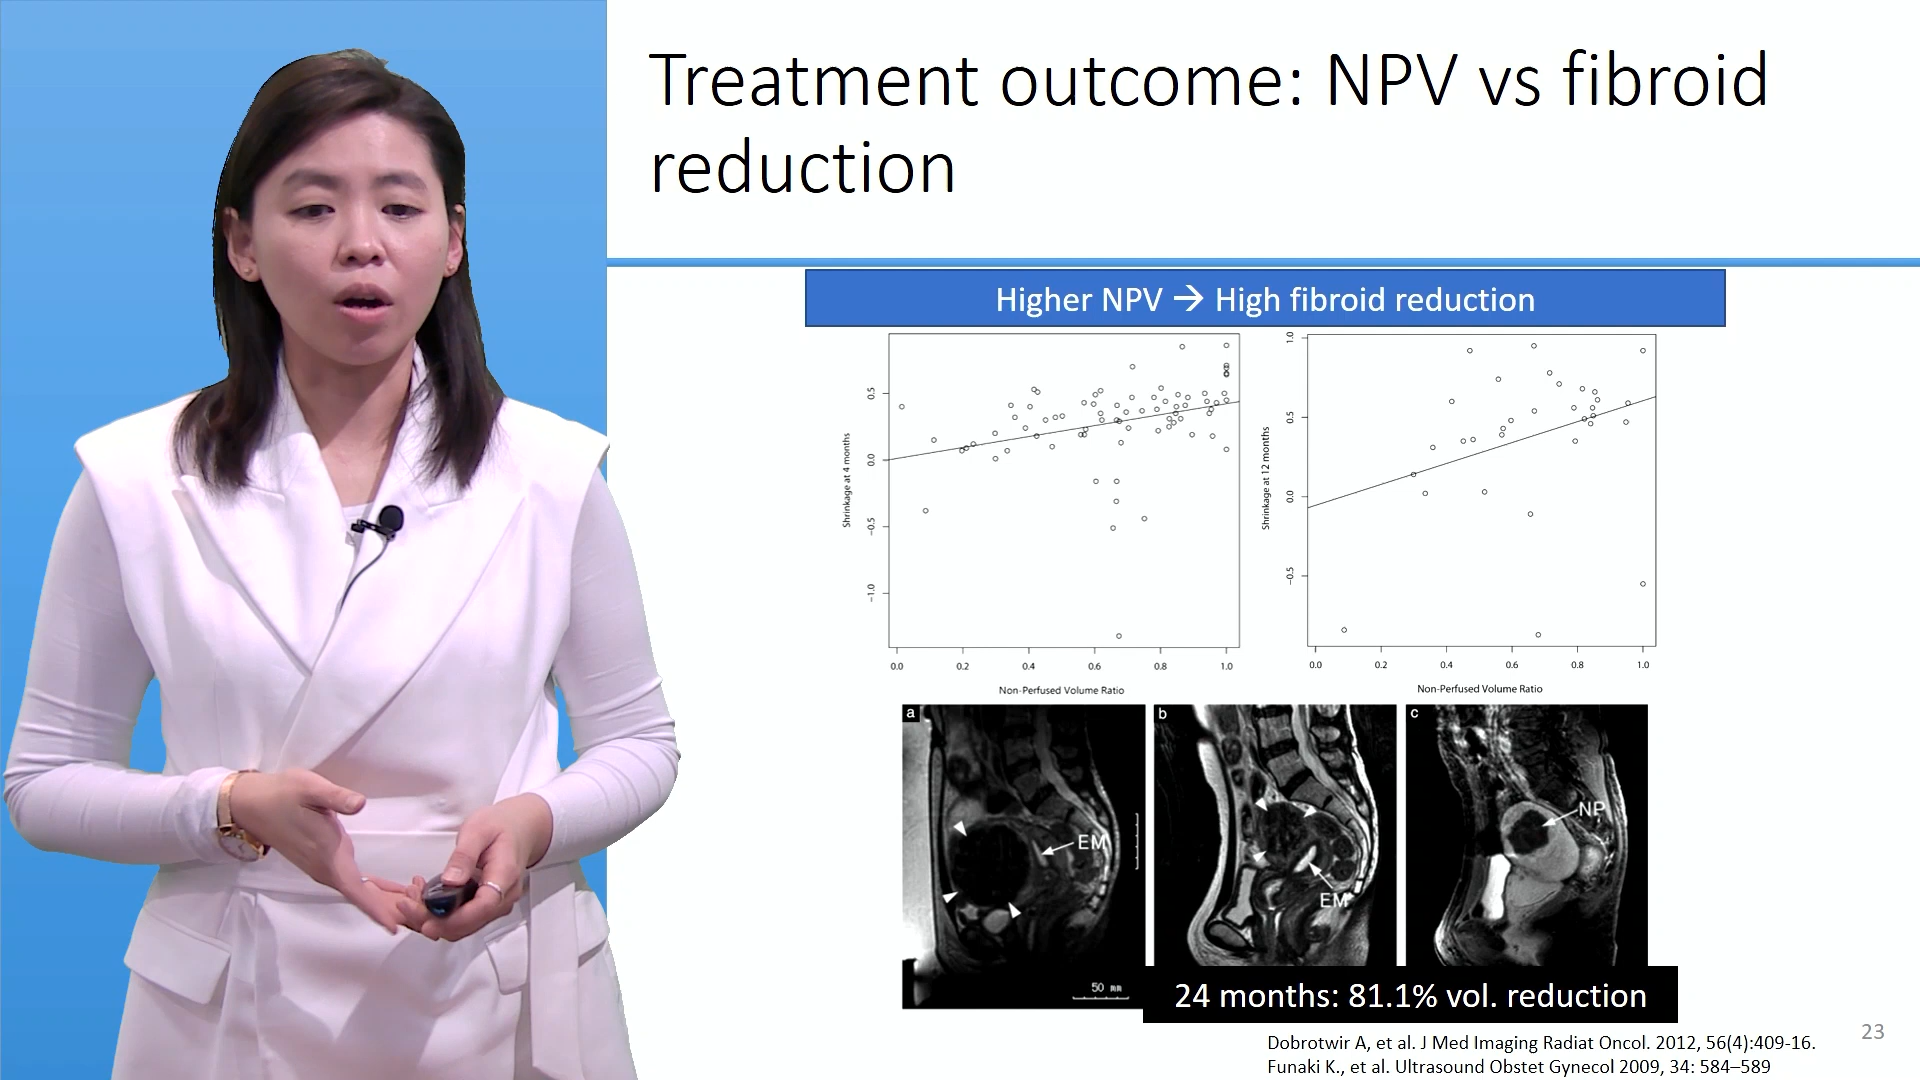 Treatment outcome: NPV vs fibroid
reduction
Higher NPV → High fibroid reduction
Shrinkage at 4 months
0.5
0.0
−0.5
−1.0
0.0 0.2 0.4 0.6 0.8 1.0
Non-Perfused Volume Ratio
Shrinkage at 12 months
1.0
0.5
0.0
−0.5
0.0 0.2 0.4 0.6 0.8 1.0
Non-Perfused Volume Ratio
a
EM
50 mm
b
EM
c
NP
24 months: 81.1% vol. reduction
Dobrotwir A, et al. J Med Imaging Radiat Oncol. 2012, 56(4):409-16.
Funaki K., et al. Ultrasound Obstet Gynecol 2009, 34: 584–589
23